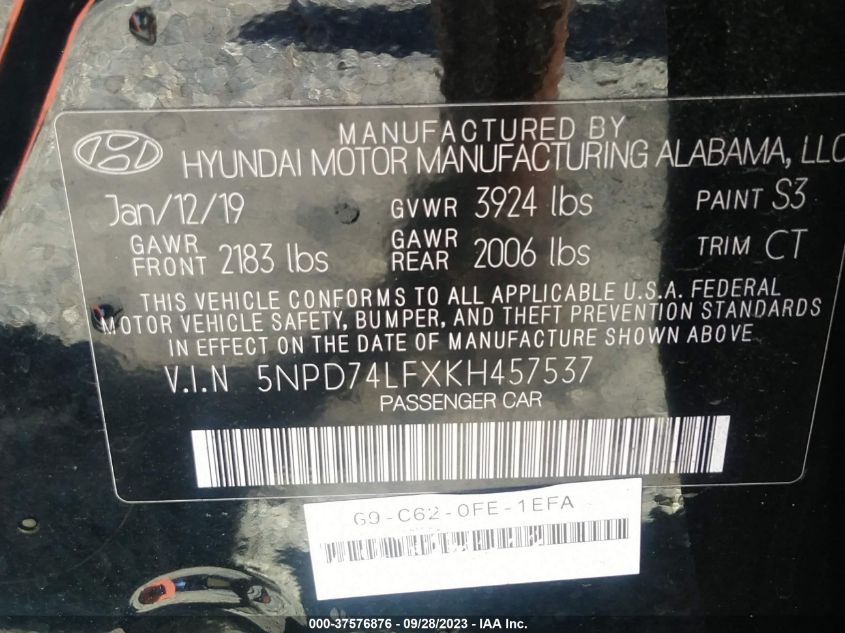 MANUFACTURED BY
HYUNDAI MOTOR MANUFACTURING ALABAMA, LLC
Jan/12/19 GVWR 3924 lbs PAINT S3
GAWR FRONT 2183 lbs GAWR REAR 2006 lbs TRIM CT
THIS VEHICLE CONFORMS TO ALL APPLICABLE U.S.A. FEDERAL
MOTOR VEHICLE SAFETY, BUMPER, AND THEFT PREVENTION STANDARDS
IN EFFECT ON THE DATE OF MANUFACTURE SHOWN ABOVE
V.I.N 5NPD74LFXKH457537
PASSENGER CAR
G9-C62-0FE-1EFA
000-37576876 / 09/28/2023 - IAA Inc.